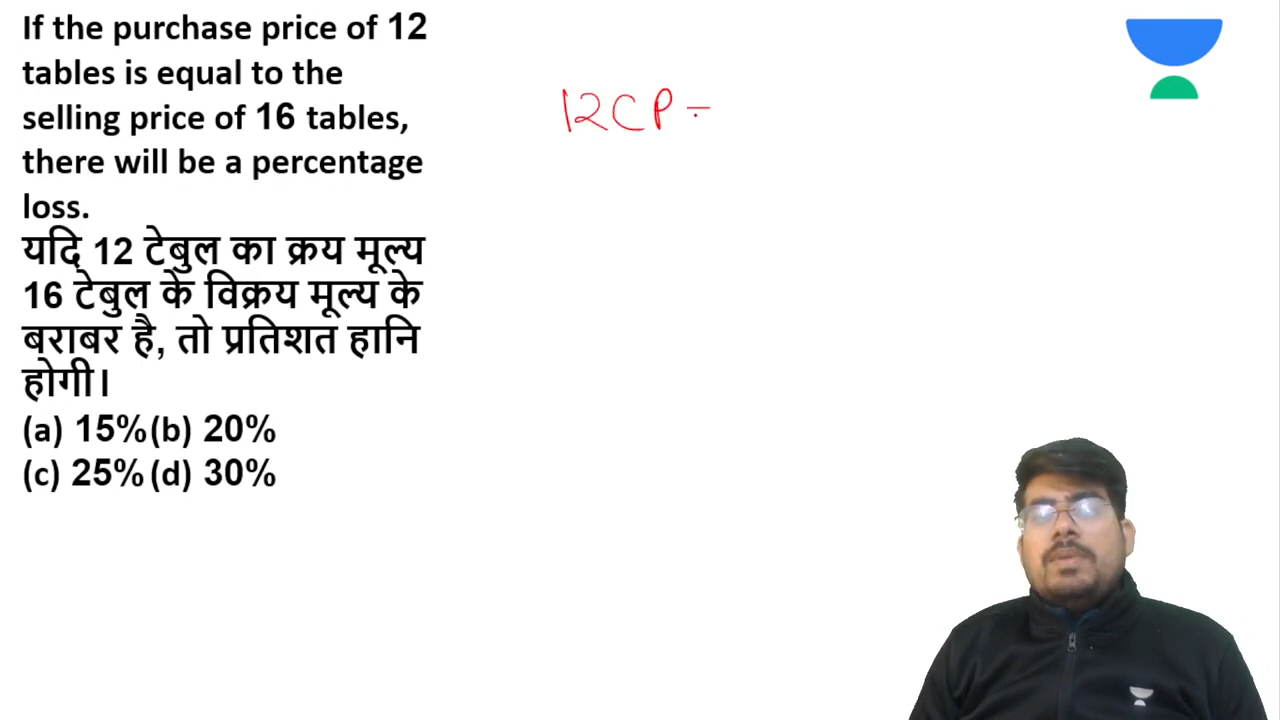 If the purchase price of 12
tables is equal to the
selling price of 16 tables,
there will be a percentage
loss.
यदि 12 टेबुल का क्रय मूल्य
16 टेबुल के विक्रय मूल्य के
बराबर है, तो प्रतिशत हानि
होगी।
(a) 15% (b) 20%
(c) 25% (d) 30%
12CP =